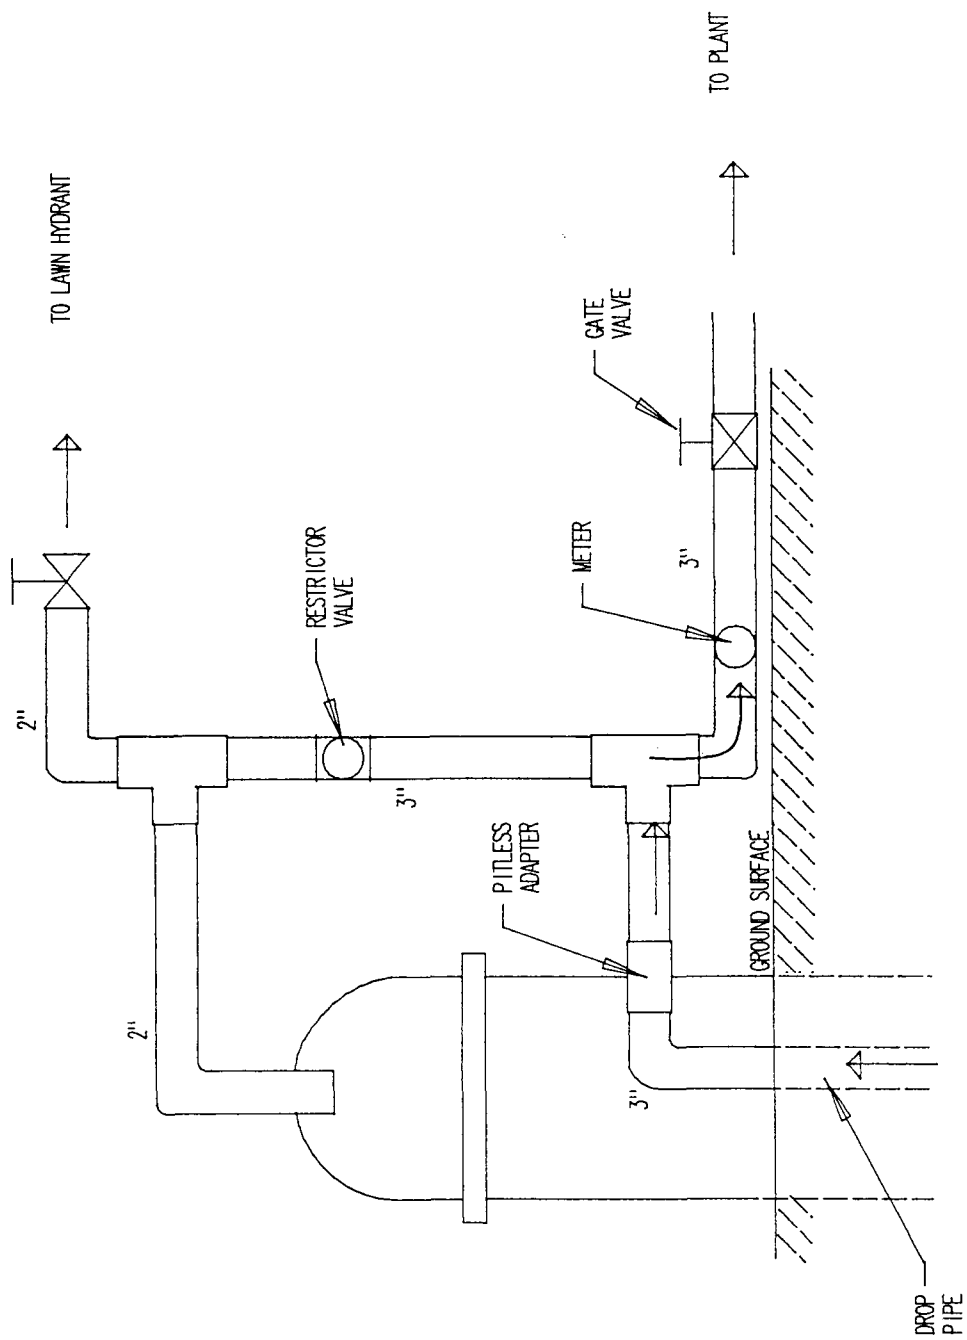 TO LAWN HYDRANT
TO PLANT
2"
RESTRICTOR
VALVE
GATE
VALVE
METER
3"
2"
3"
PITLESS
ADAPTER
3"
GROUND SURFACE
DROP
PIPE